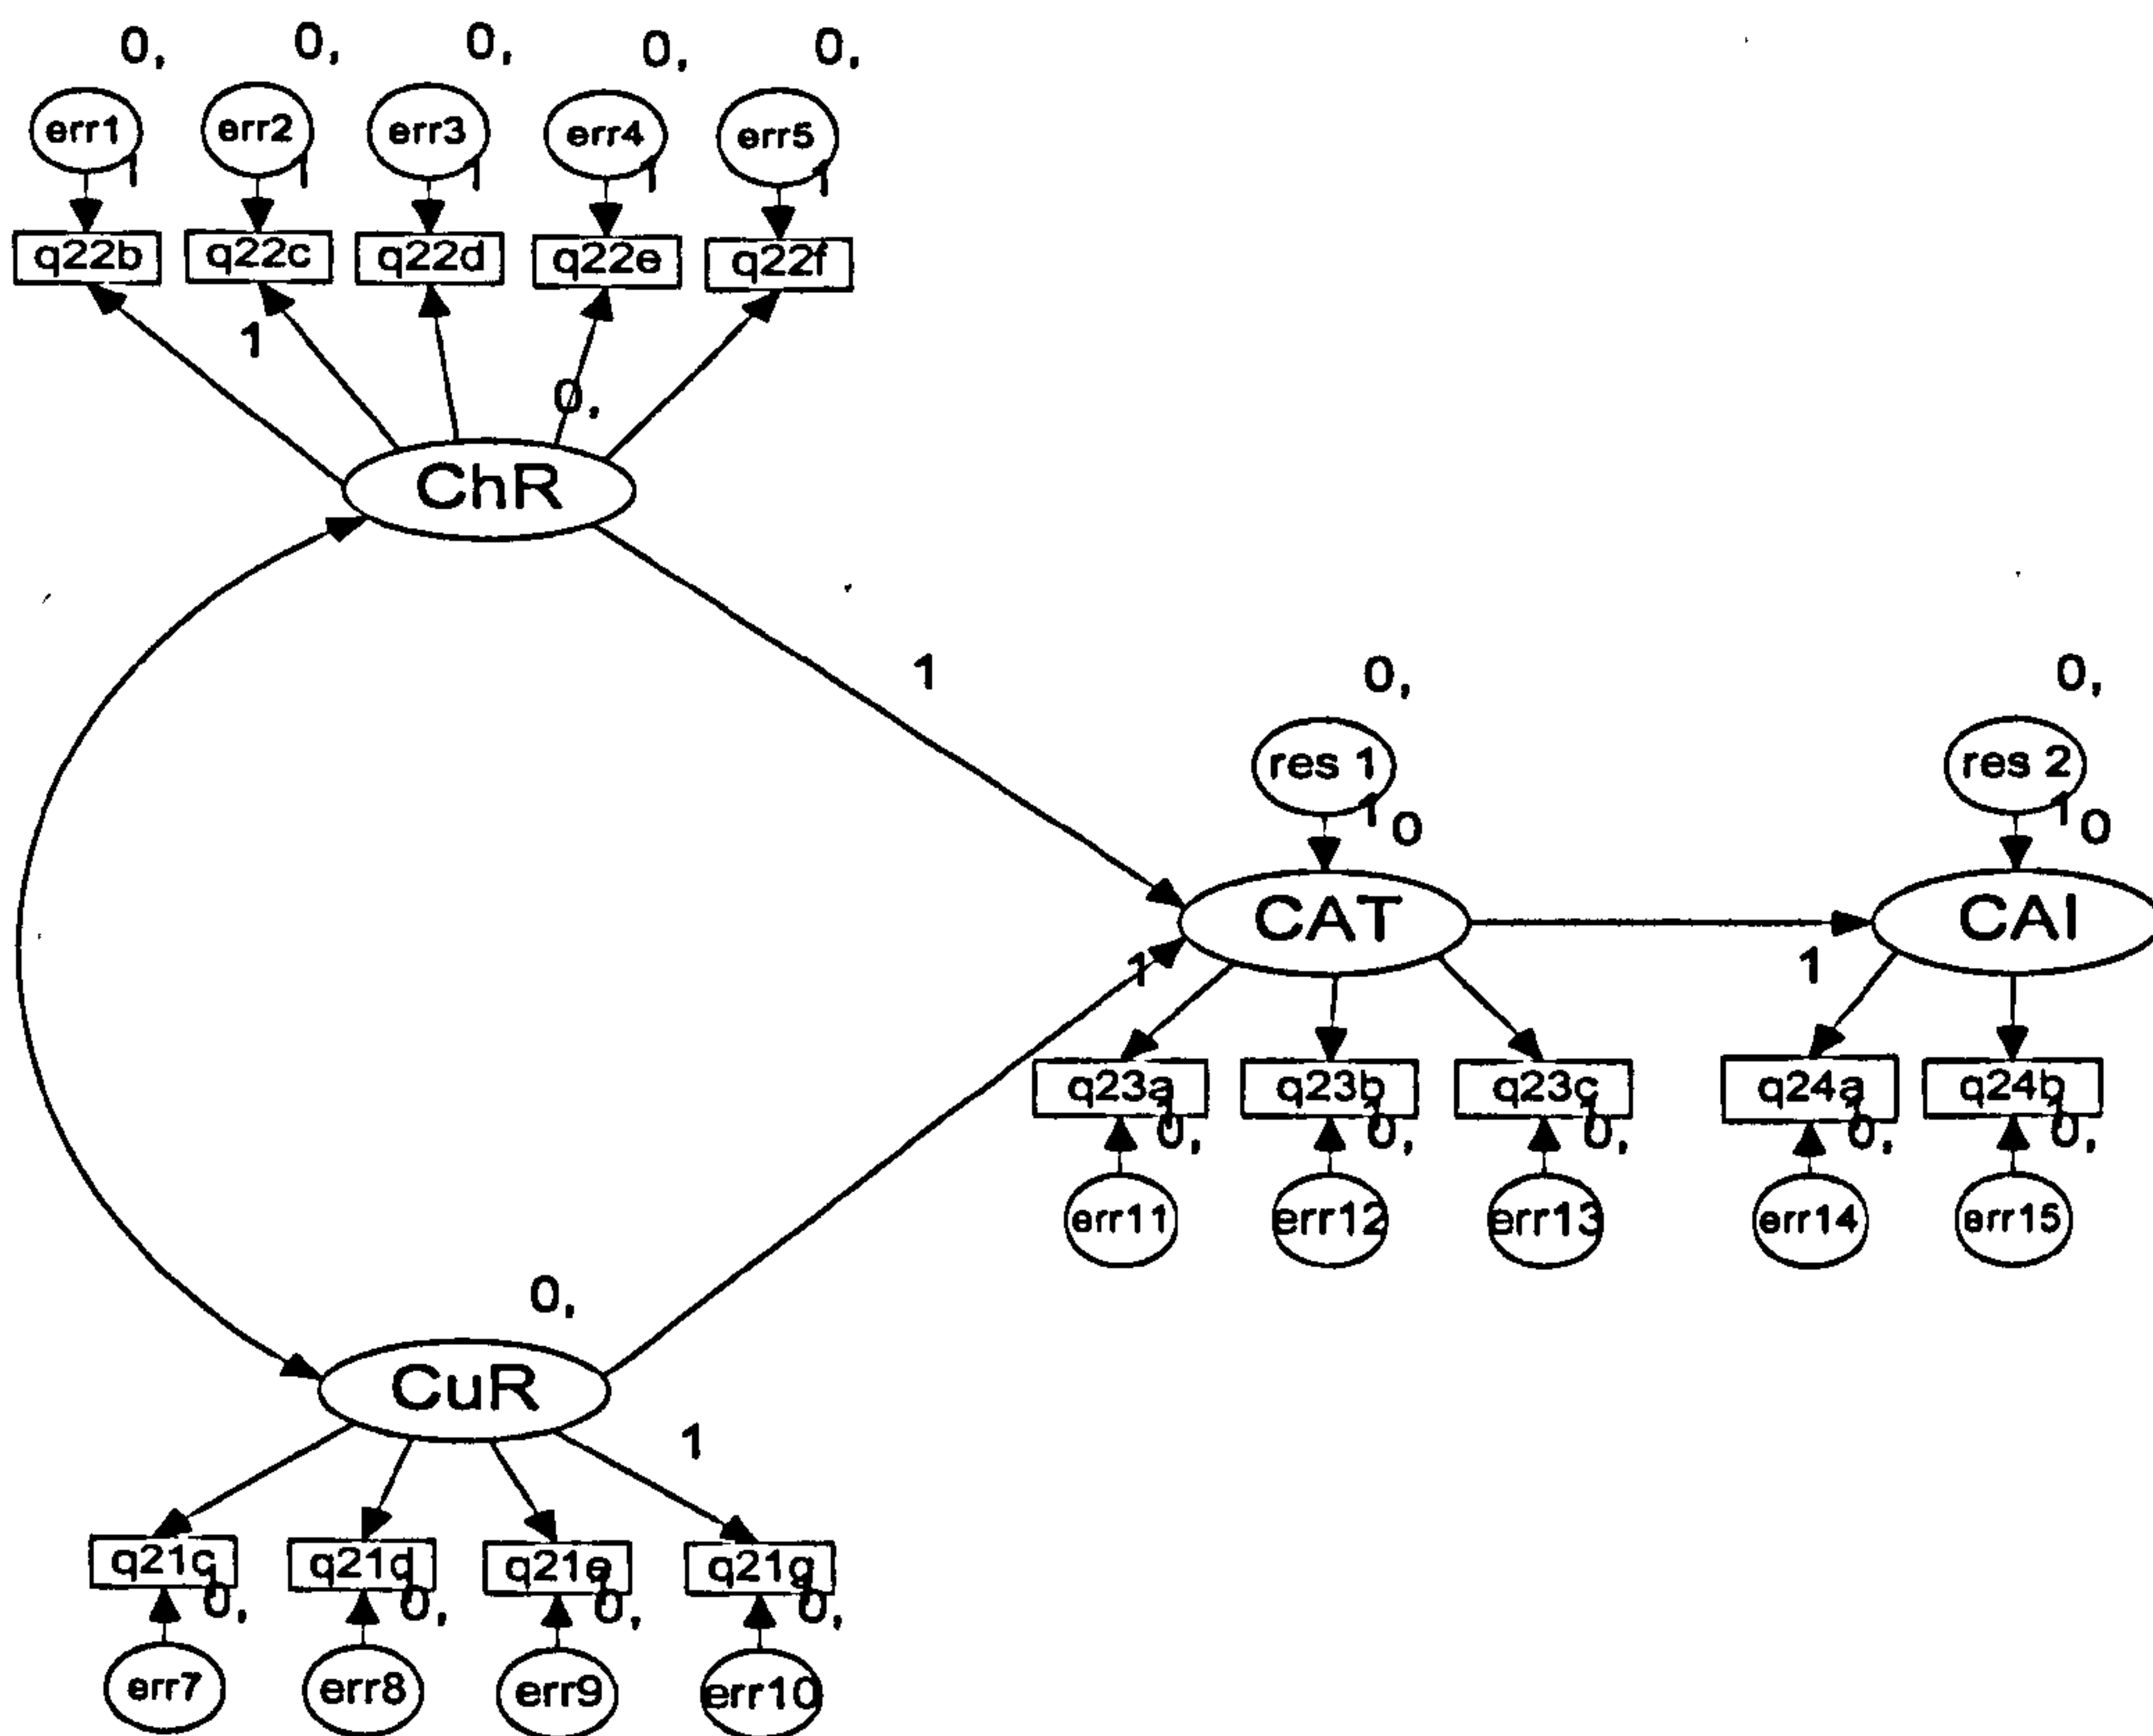 0, 0, 0, 0, 0,
err1 err2 err3 err4 err5
1 1 1 1 1
q22b q22c q22d q22e q22f
1
0,
ChR
1
0, 0,
res 1 res 2
1 0 1 0
CAT CAI
1 1
q23a q23b q23c q24a q24b
0, 0, 0, 0, 0,
err11 err12 err13 err14 err15
0,
CuR
1
q21c q21d q21e q21g
0, 0, 0, 0,
err7 err8 err9 err10